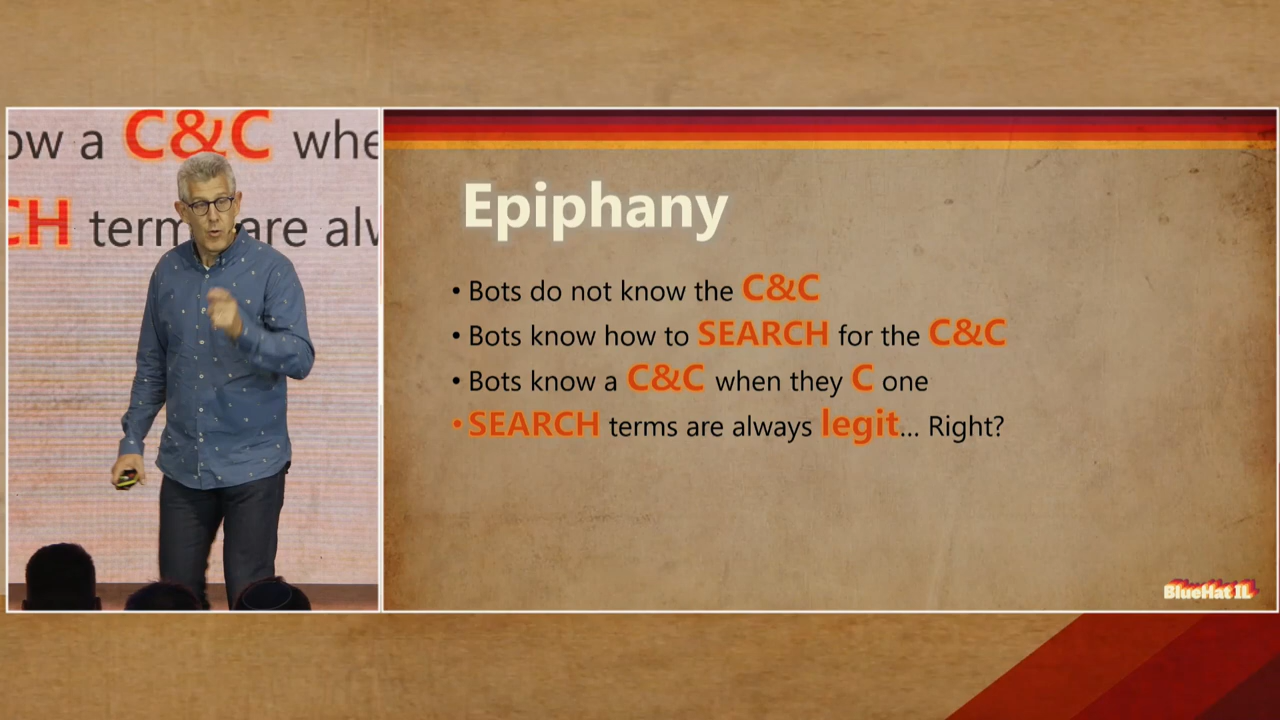 ow a C&C whe
CH term are alw
Epiphany
• Bots do not know the C&C
• Bots know how to SEARCH for the C&C
• Bots know a C&C when they C one
• SEARCH terms are always legit... Right?
BlueHat IL